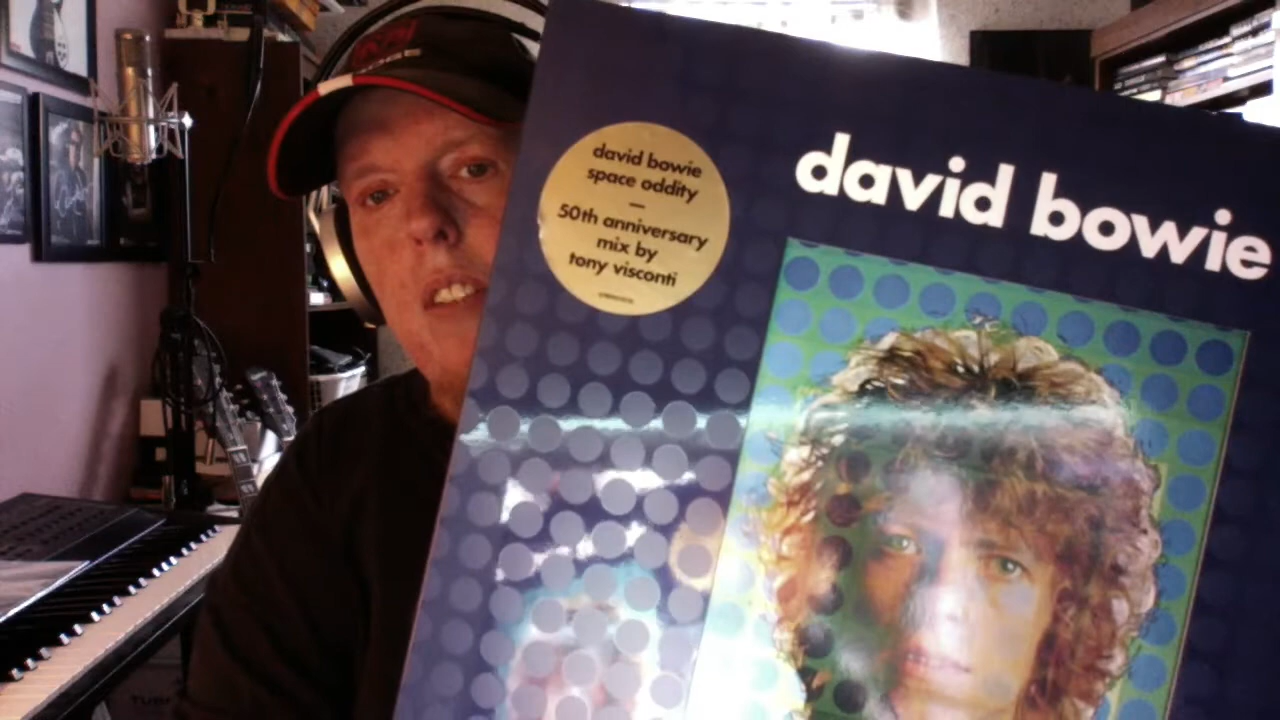 david bowie
space oddity
50th anniversary
mix by
tony visconti
david bowie